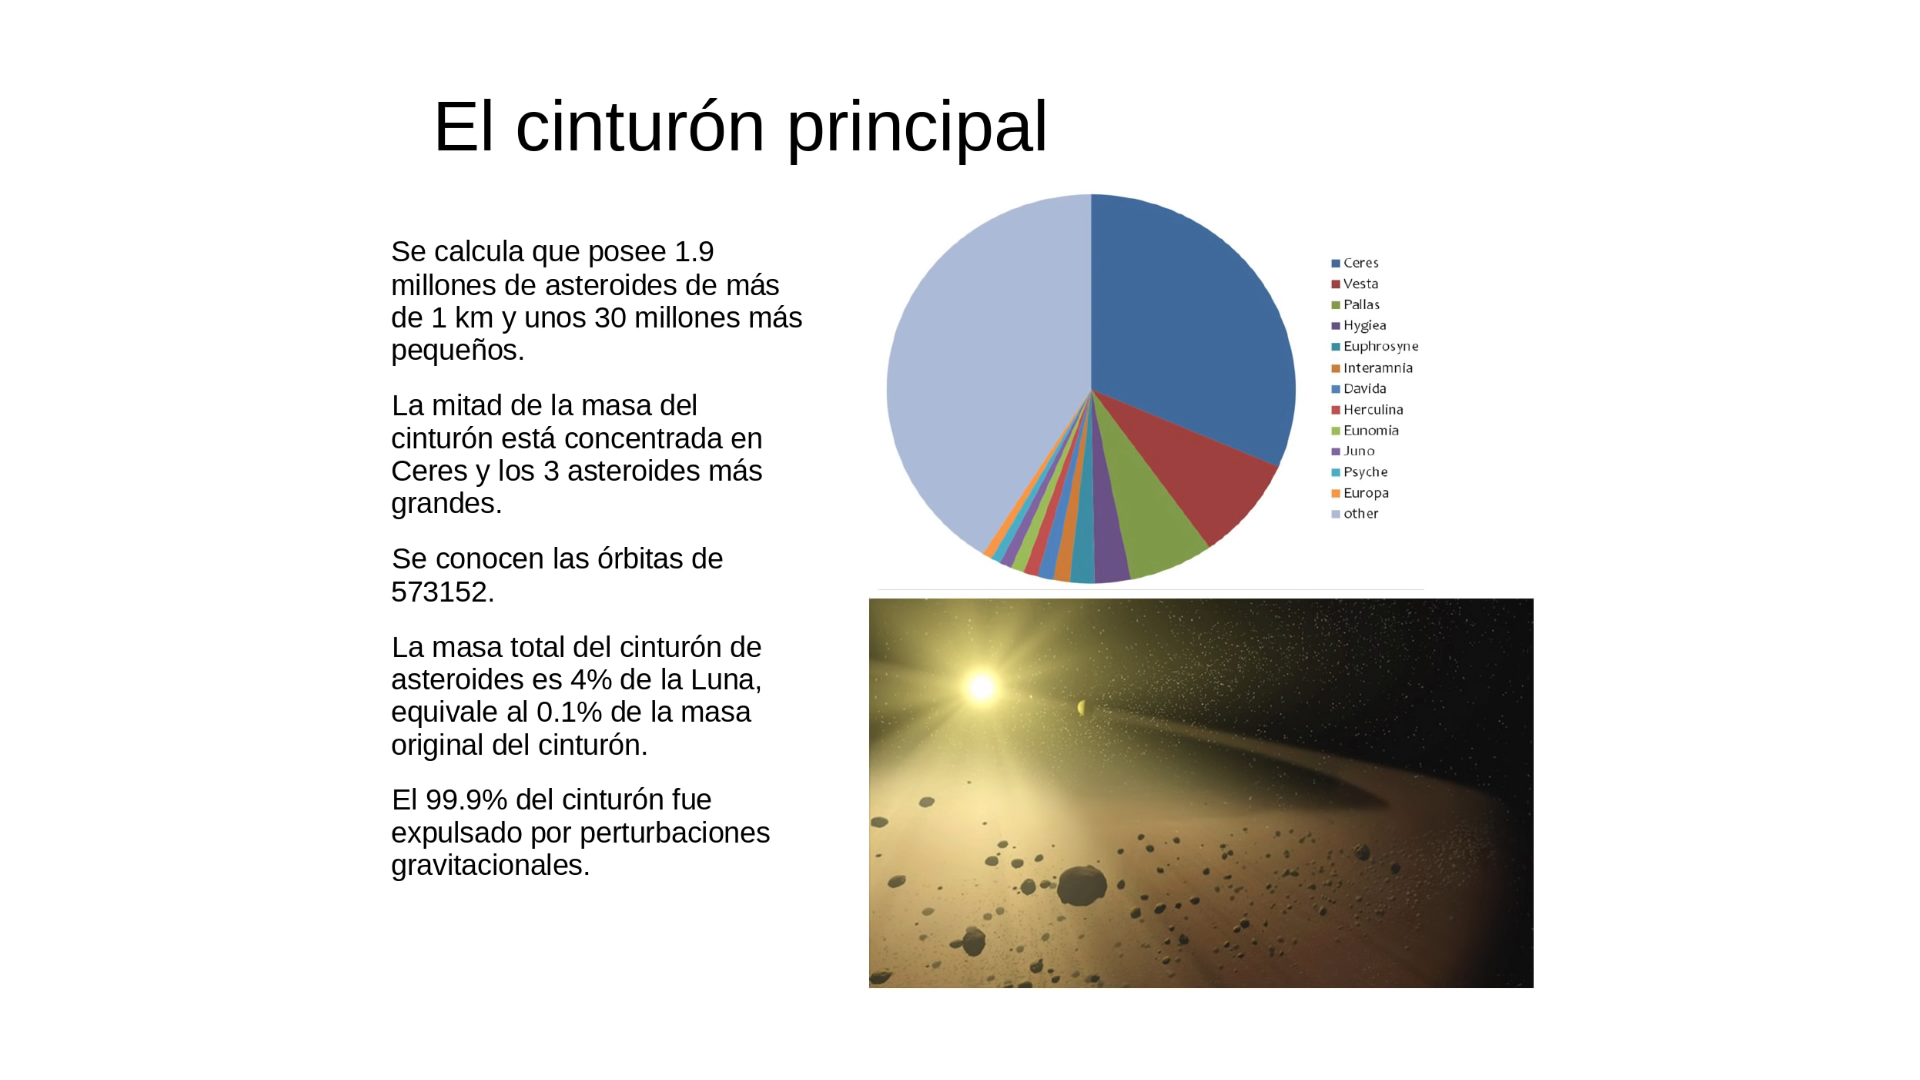 El cinturón principal
Se calcula que posee 1.9
millones de asteroides de más
de 1 km y unos 30 millones más
pequeños.
La mitad de la masa del
cinturón está concentrada en
Ceres y los 3 asteroides más
grandes.
Se conocen las órbitas de
573152.
La masa total del cinturón de
asteroides es 4% de la Luna,
equivale al 0.1% de la masa
original del cinturón.
El 99.9% del cinturón fue
expulsado por perturbaciones
gravitacionales.
Ceres
Vesta
Pallas
Hygiea
Euphrosyne
Interamnia
Davida
Herculina
Eunomia
Juno
Psyche
Europa
other